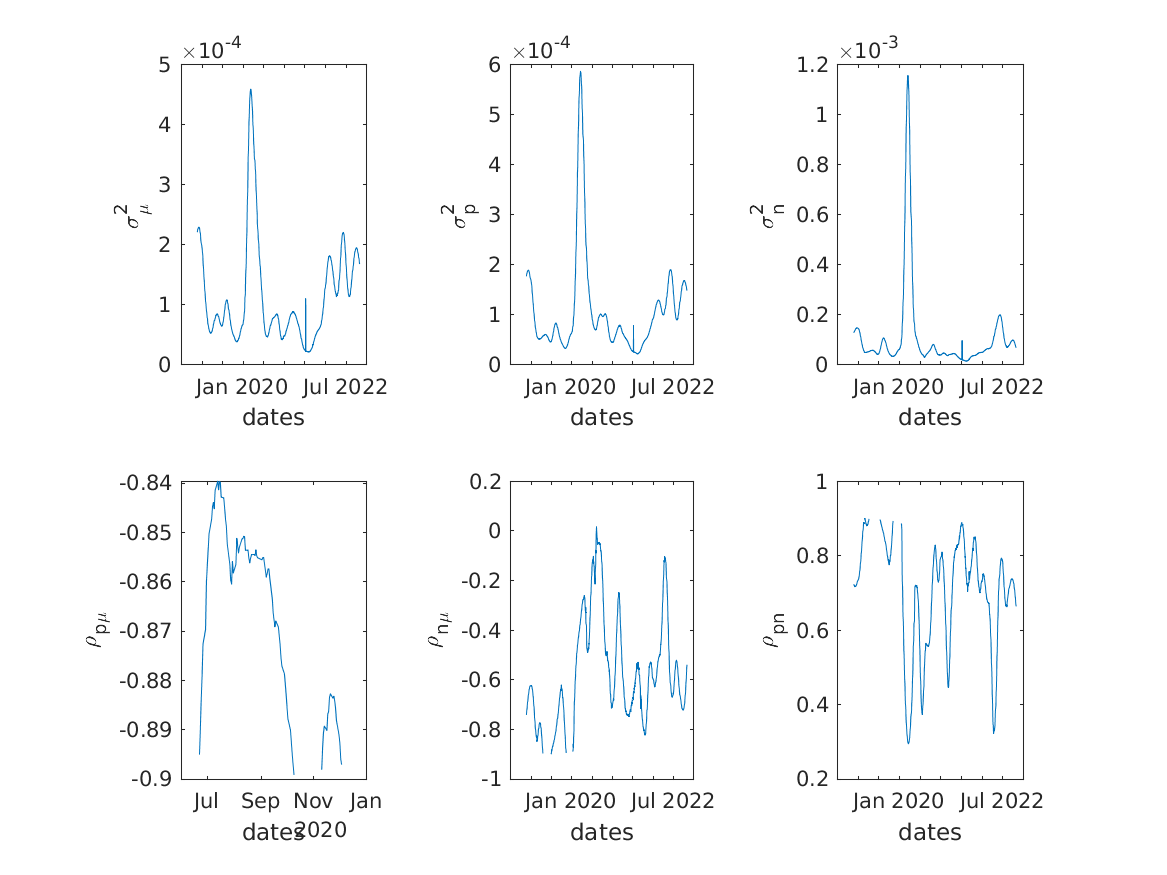 ×10-4
5
4
3
2
1
0
σ2μ
Jan 2020 Jul 2022
dates
×10-4
6
5
4
3
2
1
0
σ2p
Jan 2020 Jul 2022
dates
×10-3
1.2
1
0.8
0.6
0.4
0.2
0
σ2n
Jan 2020 Jul 2022
dates
-0.84
-0.85
-0.86
-0.87
-0.88
-0.89
-0.9
ρpμ
Jul Sep Nov Jan
2020
dates
0.2
0
-0.2
-0.4
-0.6
-0.8
-1
ρnμ
Jan 2020 Jul 2022
dates
1
0.8
0.6
0.4
0.2
ρpn
Jan 2020 Jul 2022
dates